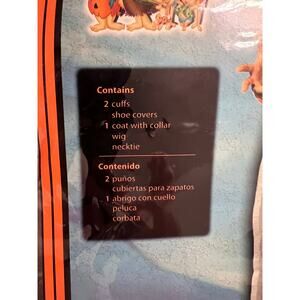 Contains
2 cuffs
shoe covers
1 coat with collar
wig
necktie
Contenido
2 puños
cubiertas para zapatos
1 abrigo con cuello
peluca
corbata